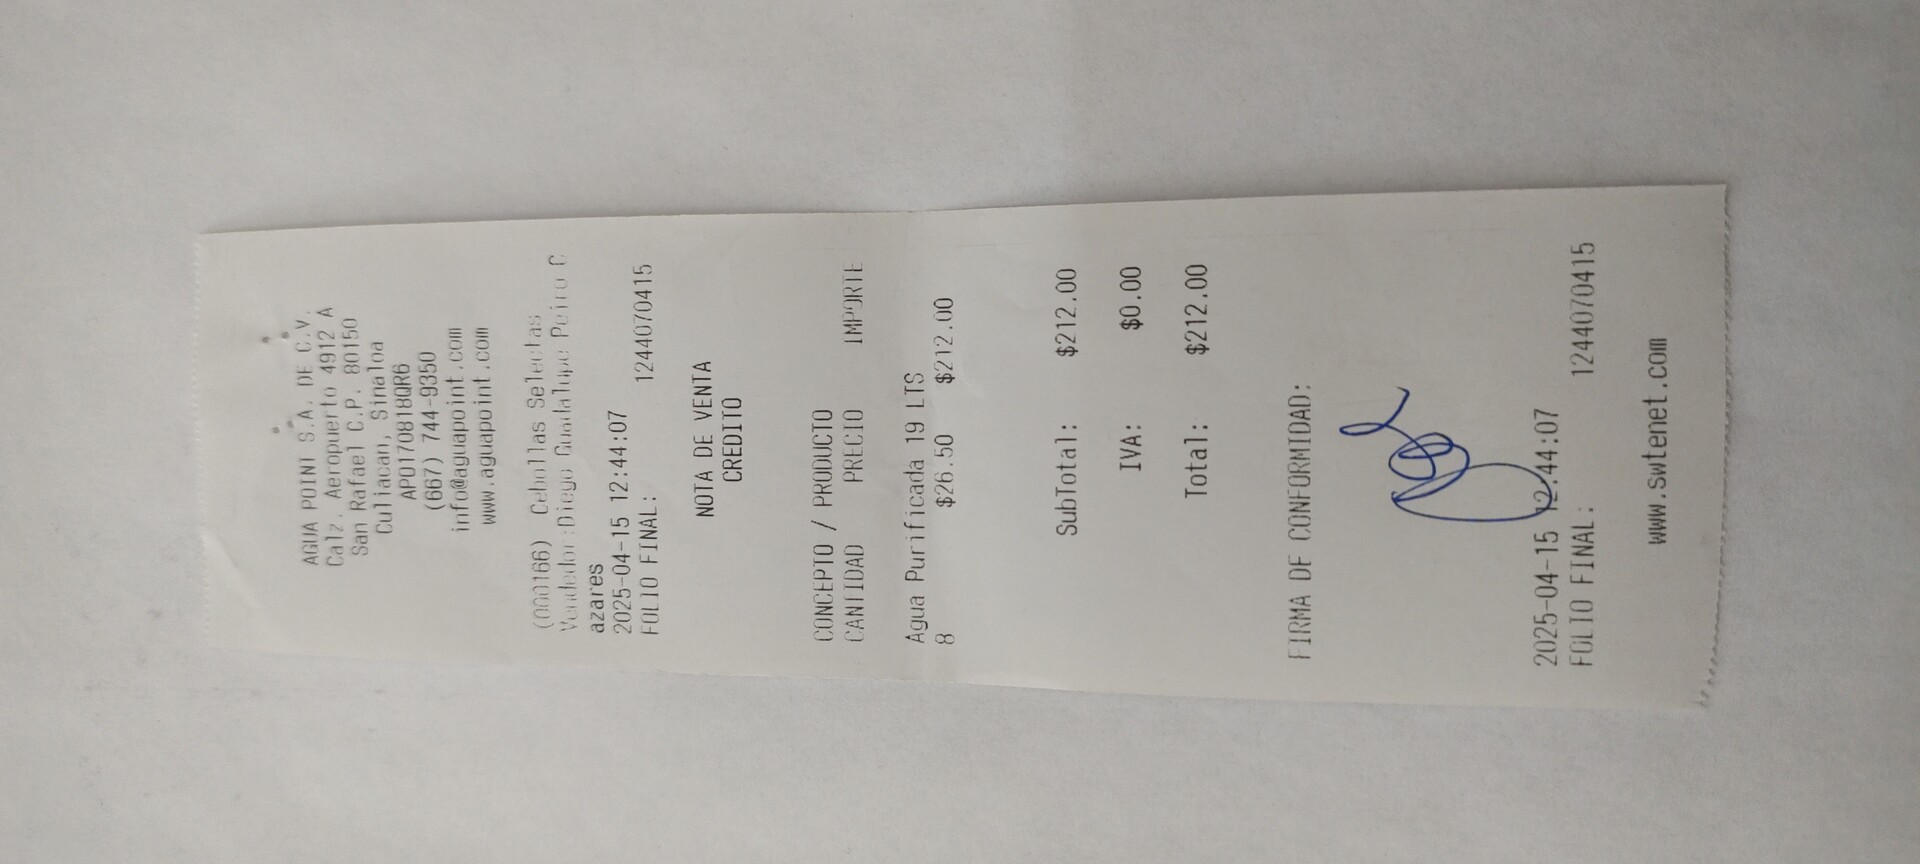 AGUA POINT S.A. DE C.V.
Calz. Aeropuerto 4912 A
San Rafael C.P. 80150
Culiacan, Sinaloa
APO170818QR6
(667) 744-9350
info@aguapoint.com
www.aguapoint.com
(000166) Cebollas Selectas
Vendedor:Diego Guadalupe Peiro C
azares
2025-04-15 12:44:07
FOLIO FINAL: 1244070415
NOTA DE VENTA
CREDITO
CONCEPTO / PRODUCTO
CANTIDAD PRECIO IMPORTE
Agua Purificada 19 LTS
8 $26.50 $212.00
SubTotal: $212.00
IVA: $0.00
Total: $212.00
FIRMA DE CONFORMIDAD:
2025-04-15 12:44:07
FOLIO FINAL: 1244070415
www.swtenet.com